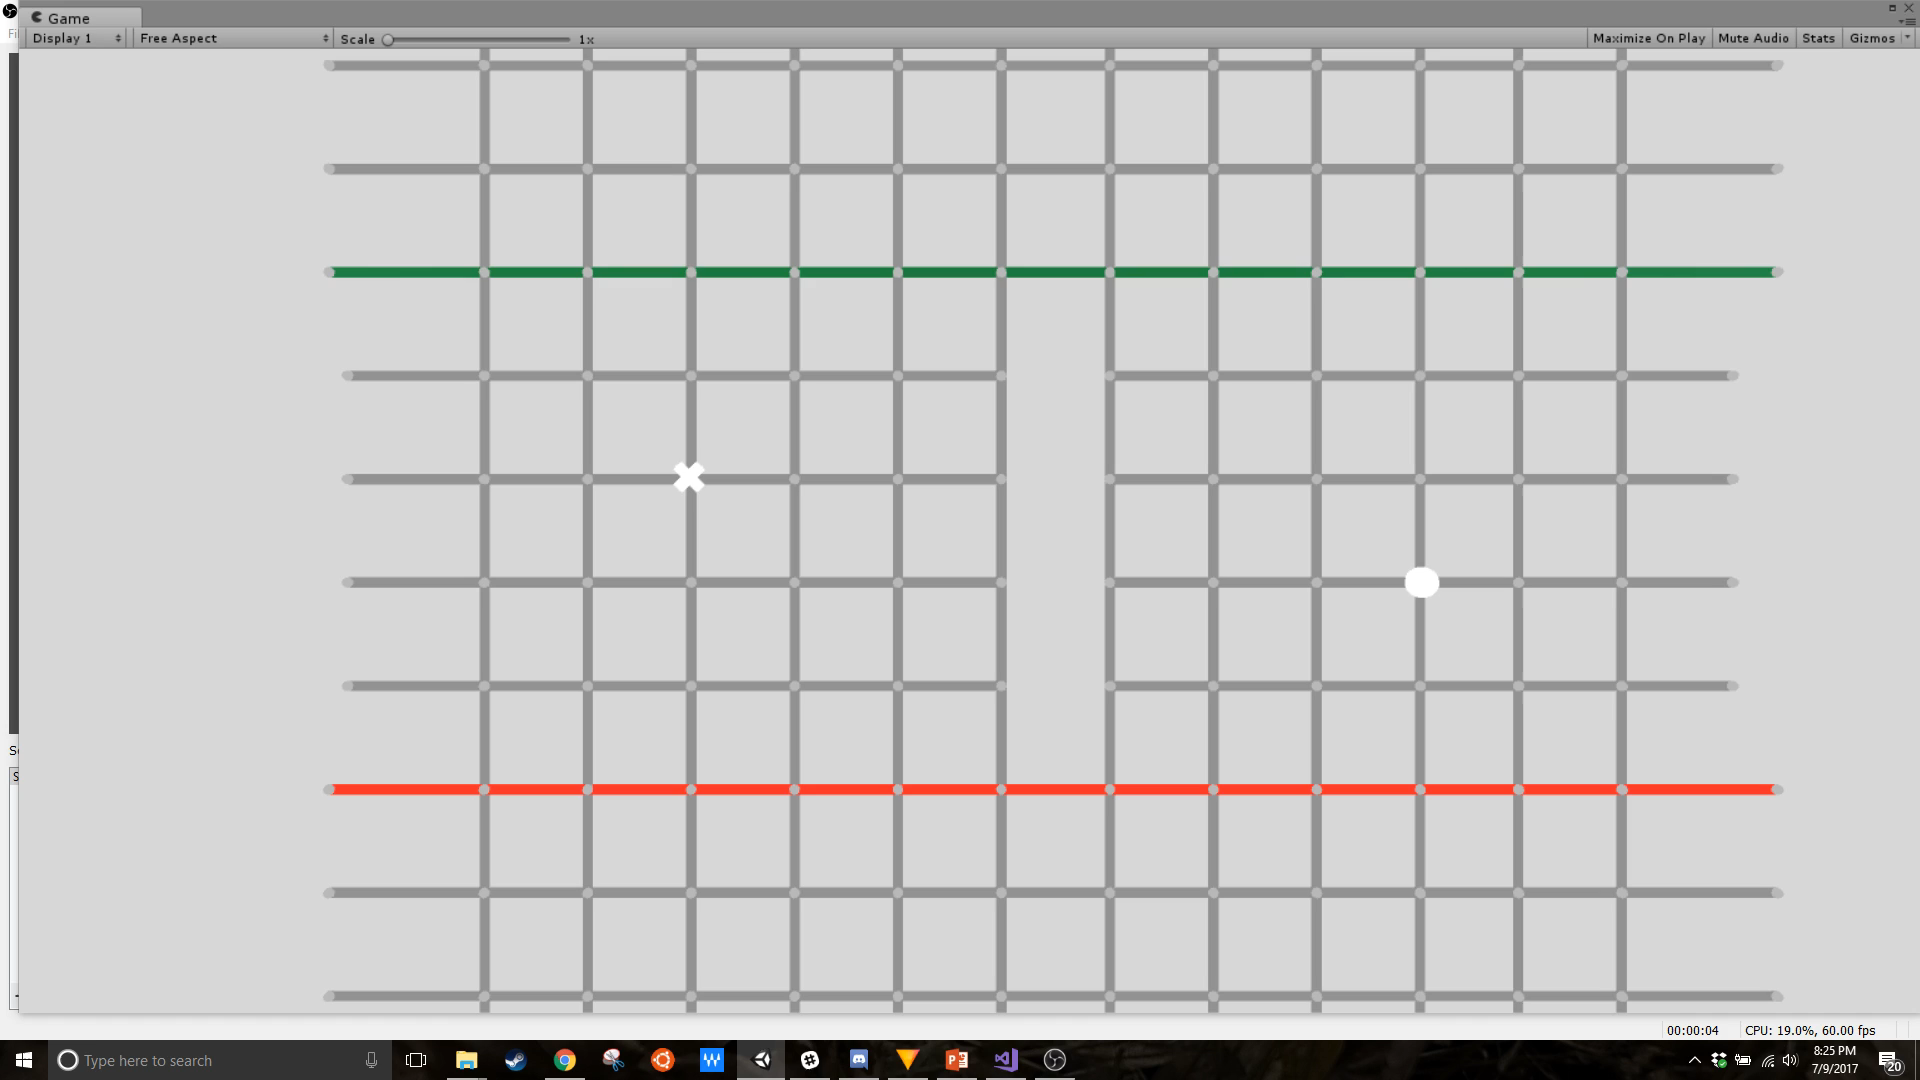 Game
Display 1
Free Aspect
Scale
1x
Maximize On Play
Mute Audio
Stats
Gizmos
00:00:04
CPU: 19.0%, 60.00 fps
Type here to search
8:25 PM
7/9/2017
20